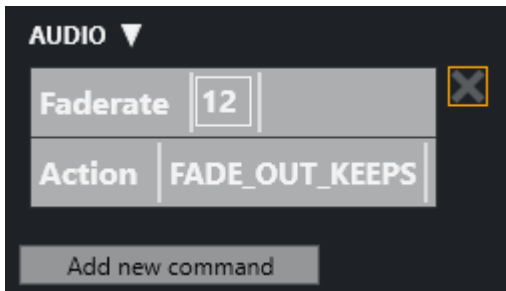 AUDIO ▼
Faderate 12
Action FADE_OUT_KEEPS
Add new command